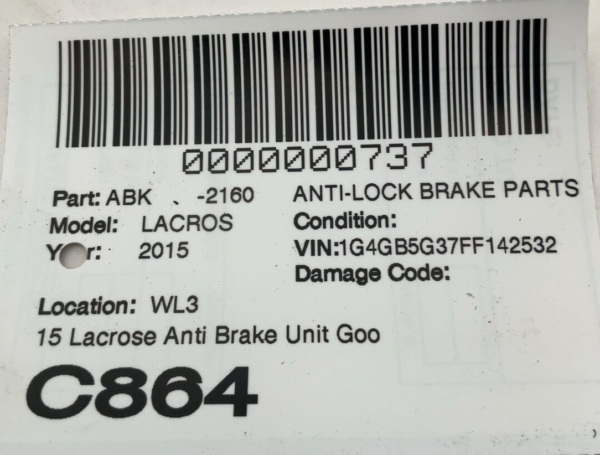 0000000737
Part: ABK -2160 ANTI-LOCK BRAKE PARTS
Model: LACROS Condition:
Y r: 2015 VIN:1G4GB5G37FF142532
Damage Code:
Location: WL3
15 Lacrose Anti Brake Unit Goo
C864